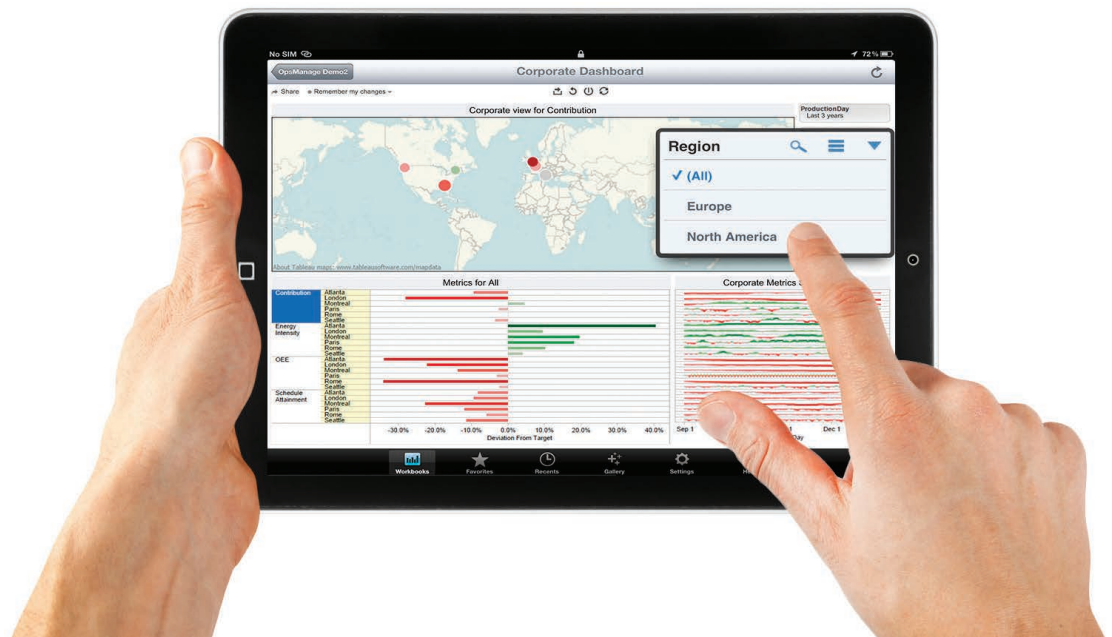 No SIM
72%
OpsManage Demo2
Corporate Dashboard
Share
Remember my changes
Corporate view for Contribution
ProductionDay
Last 3 years
Region
(All)
Europe
North America
About Tableau maps: www.tableausoftware.com/mapdata
Metrics for All
Corporate Metrics
Contribution
Atlanta
London
Montreal
Paris
Rome
Seattle
Energy Intensity
Atlanta
London
Montreal
Paris
Rome
Seattle
OEE
Atlanta
London
Montreal
Paris
Rome
Seattle
Schedule Attainment
Atlanta
London
Montreal
Paris
Rome
Seattle
-30.0% -20.0% -10.0% 0.0% 10.0% 20.0% 30.0% 40.0%
Deviation From Target
Sep 1
Dec 1
Day
Workbooks
Favorites
Recents
Gallery
Settings